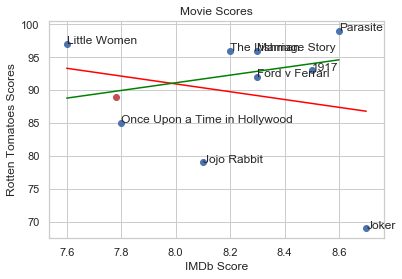 Movie Scores
Rotten Tomatoes Scores
100
95
90
85
80
75
70
Little Women
Parasite
The Irishman
Marriage Story
Ford v Ferrari
1917
Once Upon a Time in Hollywood
Jojo Rabbit
Joker
7.6
7.8
8.0
8.2
8.4
8.6
IMDb Score